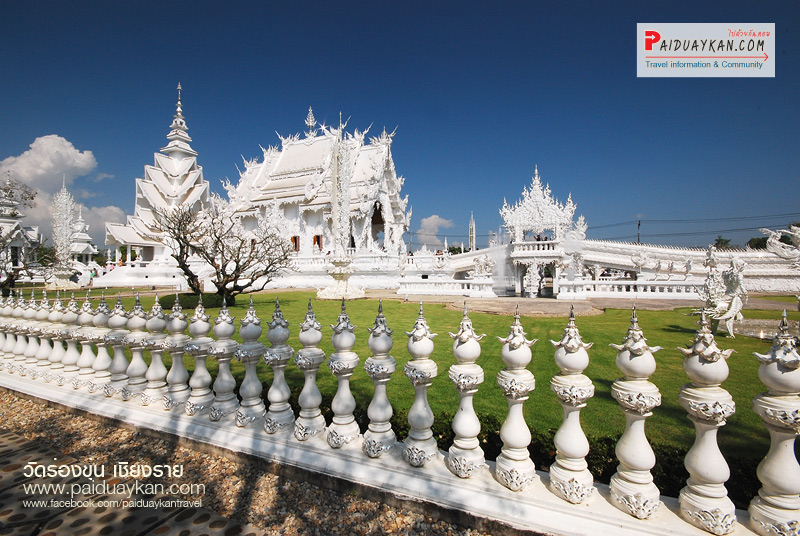 ไปด้วยกันดอทคอม
PAIDUAYKAN.COM
Travel information & Community
วัดร่องขุ่น เชียงราย
www.paiduaykan.com
www.facebook.com/paiduaykantravel